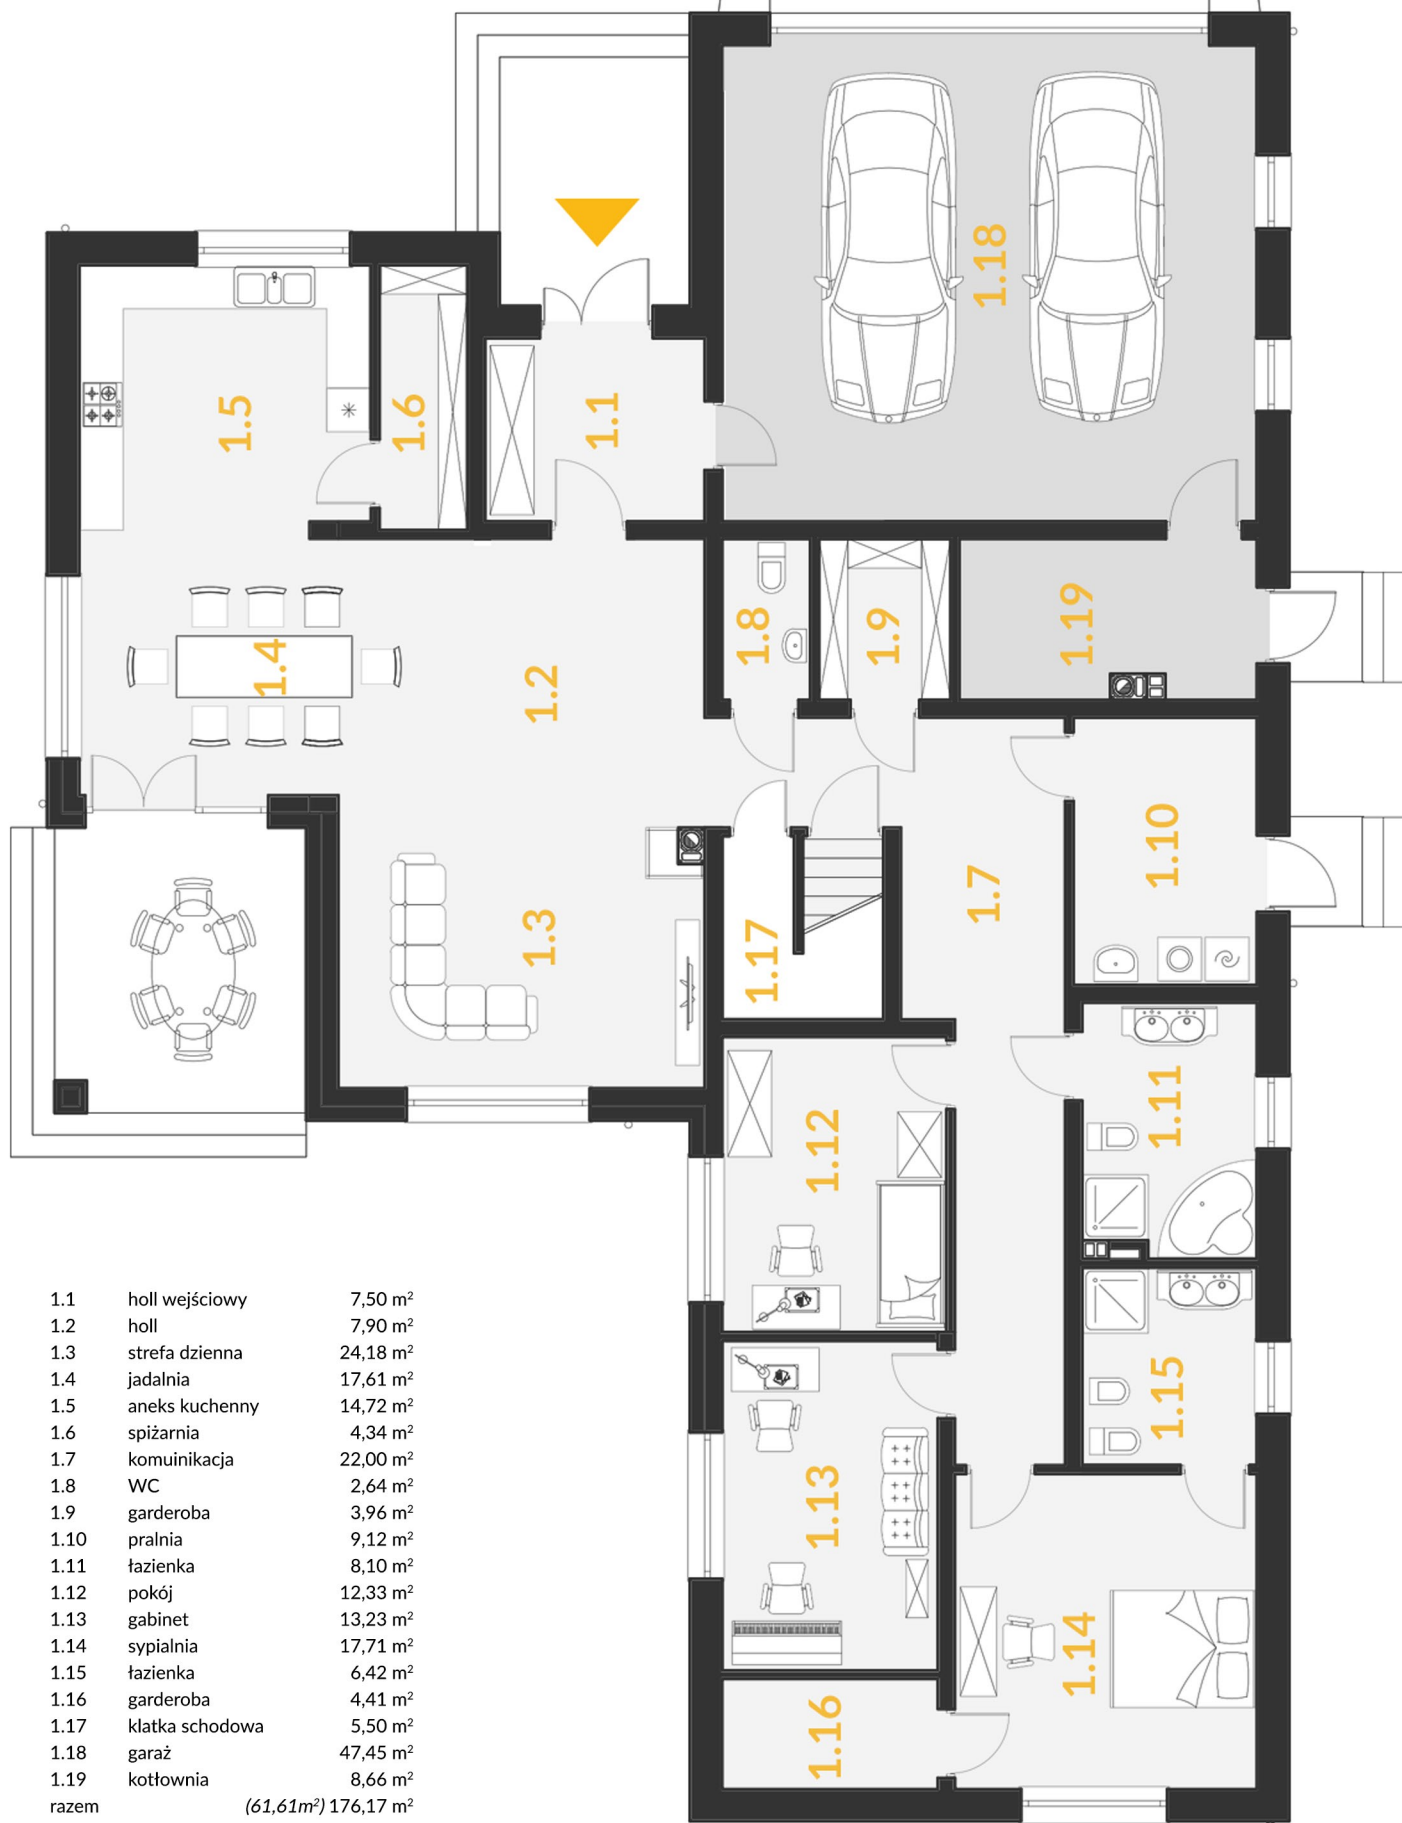 1.18
1.5
1.6
1.1
1.4
1.2
1.8
1.9
1.19
1.3
1.17
1.7
1.10
1.12
1.11
1.13
1.15
1.14
1.16
1.1 holl wejściowy 7,50 m²
1.2 holl 7,90 m²
1.3 strefa dzienna 24,18 m²
1.4 jadalnia 17,61 m²
1.5 aneks kuchenny 14,72 m²
1.6 spiżarnia 4,34 m²
1.7 komuinikacja 22,00 m²
1.8 WC 2,64 m²
1.9 garderoba 3,96 m²
1.10 pralnia 9,12 m²
1.11 łazienka 8,10 m²
1.12 pokój 12,33 m²
1.13 gabinet 13,23 m²
1.14 sypialnia 17,71 m²
1.15 łazienka 6,42 m²
1.16 garderoba 4,41 m²
1.17 klatka schodowa 5,50 m²
1.18 garaż 47,45 m²
1.19 kotłownia 8,66 m²
razem (61,61m²) 176,17 m²